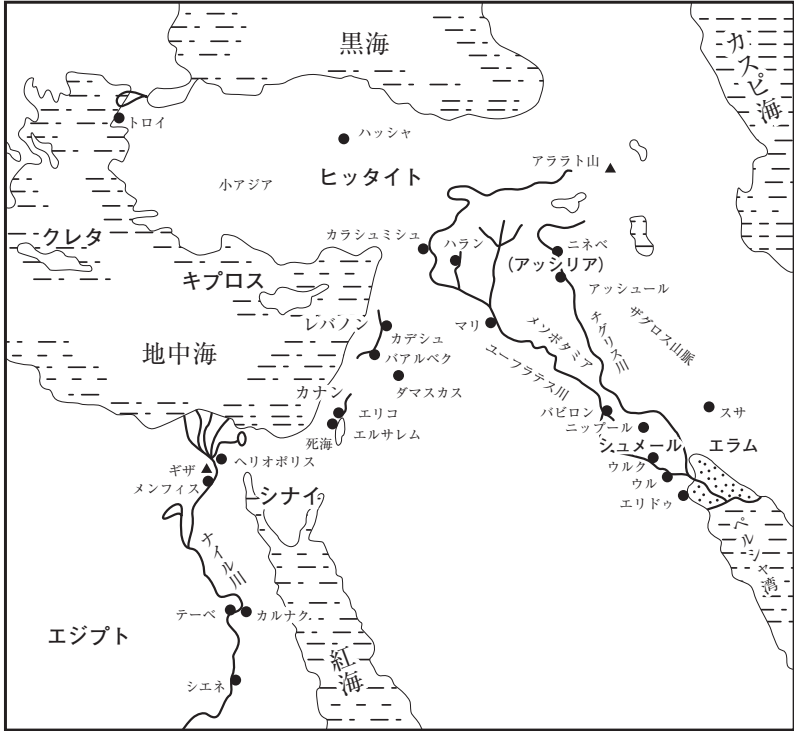 黒海
カスピ海
トロイ
ハッシャ
アララト山
小アジア
ヒッタイト
クレタ
カラシュミシュ
ハラン
ニネベ
(アッシリア)
キプロス
アッシュール
レバノン
カデシュ
マリ
メソポタミア
チグリス川
ザグロス山脈
地中海
バアルベク
ユーフラテス川
ダマスカス
カナン
エリコ
バビロン
スサ
エルサレム
ニップール
死海
シュメール
エラム
ヘリオポリス
ウルク
ギザ
ウル
メンフィス
シナイ
エリドゥ
ペルシャ湾
ナイル川
テーベ
カルナク
エジプト
紅海
シエネ